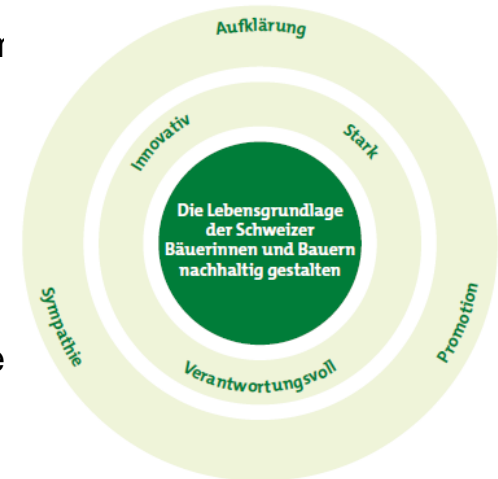 Aufklärung
Innovativ
Stark
Die Lebensgrundlage
der Schweizer
Bäuerinnen und Bauern
nachhaltig gestalten
Sympathie
Promotion
Verantwortungsvoll